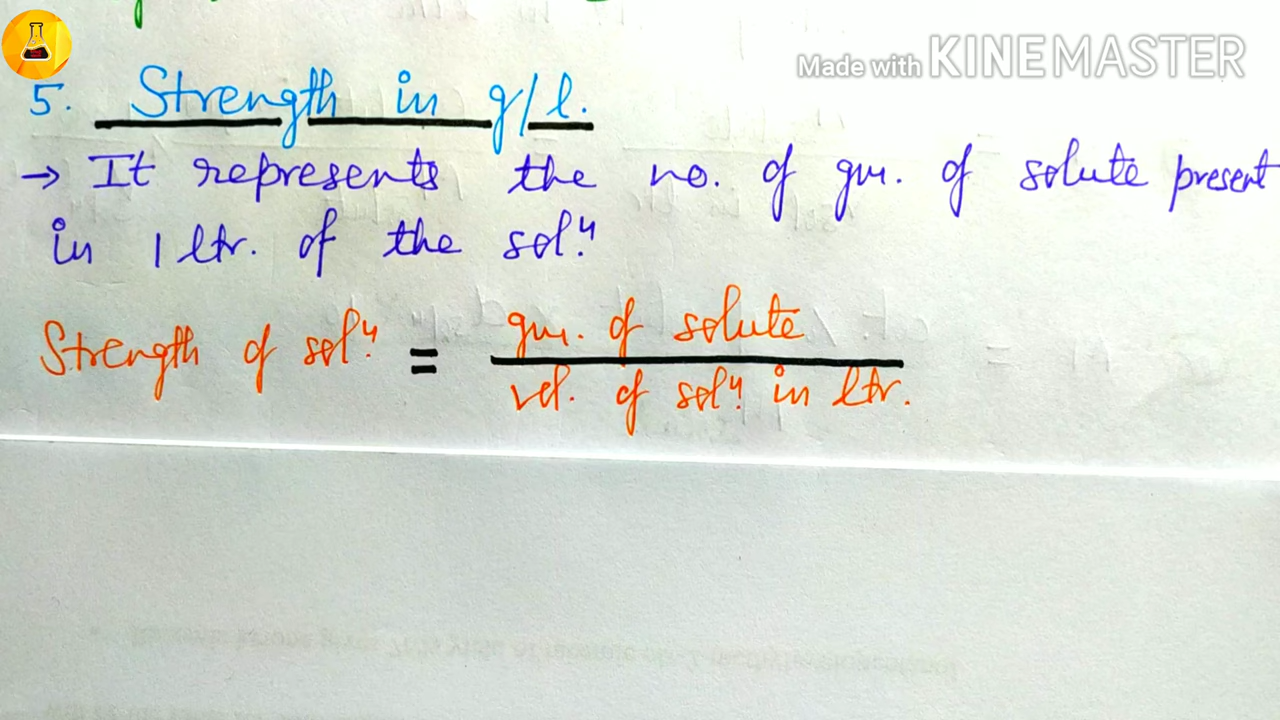 Made with KINEMASTER
5. Strength in g/l.
→ It represents the no. of gm. of solute present
in 1 ltr. of the solⁿ.
Strength of solⁿ. = gm. of solute
vol. of solⁿ. in ltr.